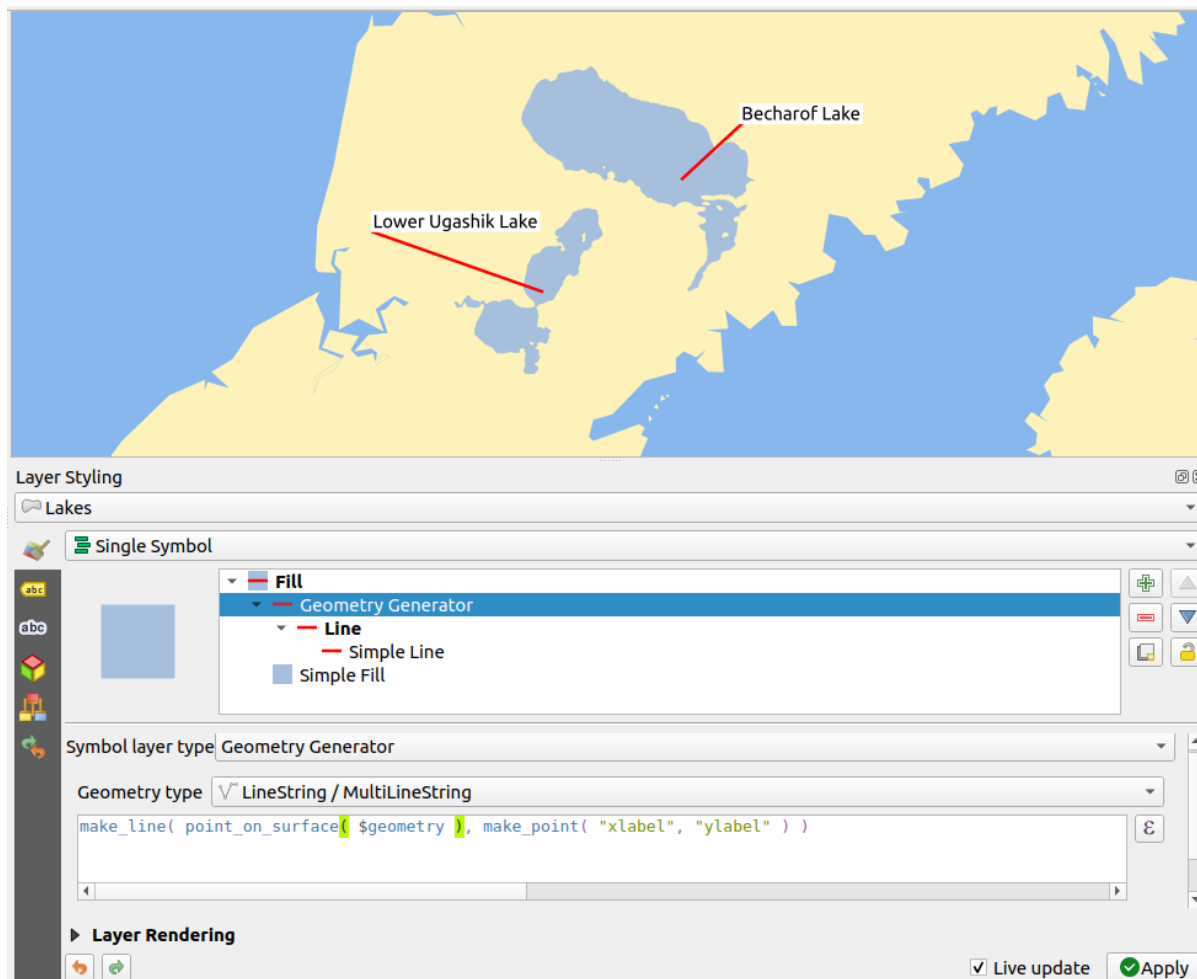 Becharof Lake
Lower Ugashik Lake
Layer Styling
Lakes
Single Symbol
abc
abc
Fill
Geometry Generator
Line
Simple Line
Simple Fill
Symbol layer type Geometry Generator
Geometry type LineString / MultiLineString
make_line( point_on_surface( $geometry ), make_point( "xlabel", "ylabel" ) )
ε
Layer Rendering
Live update Apply